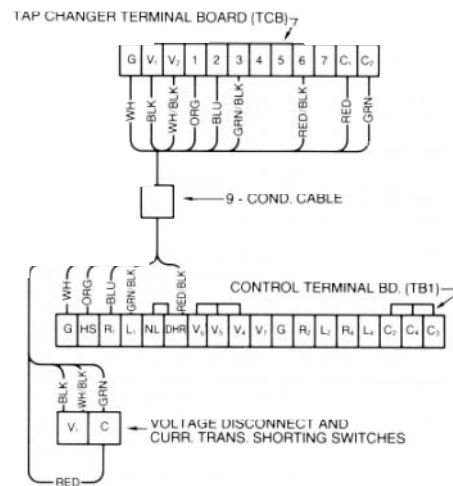 TAP CHANGER TERMINAL BOARD (TCB)
G V1 V2 1 2 3 4 5 6 7 C1 C2
WH BLK WH/BLK ORG BLU GRN/BLK RED/BLK RED GRN
9 - COND. CABLE
WH ORG BLU GRN/BLK RED/BLK
CONTROL TERMINAL BD. (TB1)
G HS R1 L1 NL DHR V6 V5 V4 V7 G R2 L2 R4 L4 C2 C4 C3
BLK WH/BLK GRN
V1 C
VOLTAGE DISCONNECT AND
CURR. TRANS. SHORTING SWITCHES
RED